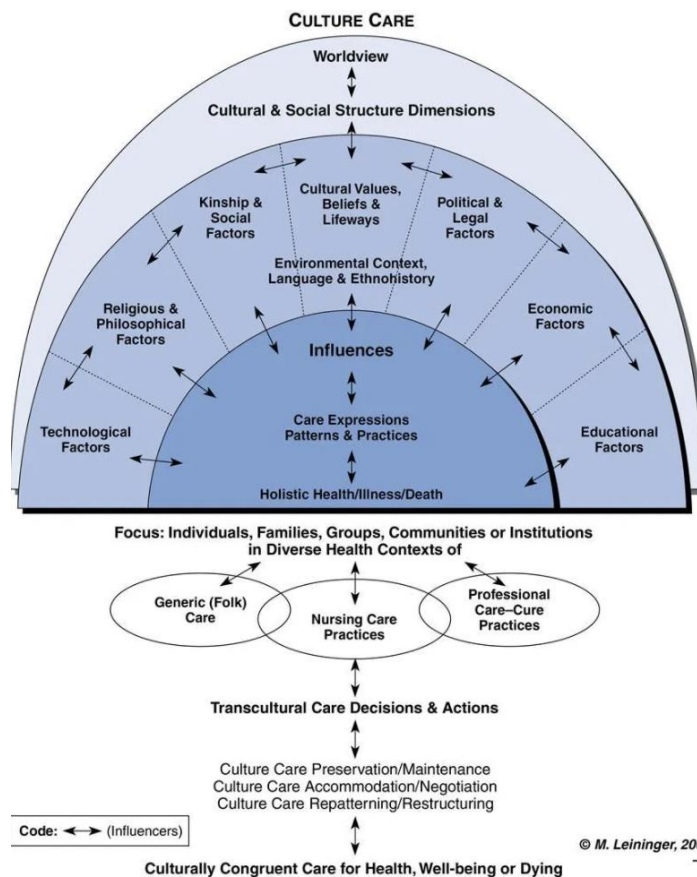 CULTURE CARE
Worldview
Cultural & Social Structure Dimensions
Kinship &
Social
Factors
Cultural Values,
Beliefs &
Lifeways
Political &
Legal
Factors
Environmental Context,
Language & Ethnohistory
Religious &
Philosophical
Factors
Economic
Factors
Influences
Technological
Factors
Care Expressions
Patterns & Practices
Educational
Factors
Holistic Health/Illness/Death
Focus: Individuals, Families, Groups, Communities or Institutions
in Diverse Health Contexts of
Generic (Folk)
Care
Nursing Care
Practices
Professional
Care–Cure
Practices
Transcultural Care Decisions & Actions
Culture Care Preservation/Maintenance
Culture Care Accommodation/Negotiation
Culture Care Repatterning/Restructuring
Code: ↔ (Influencers)
© M. Leininger, 20
Culturally Congruent Care for Health, Well-being or Dying